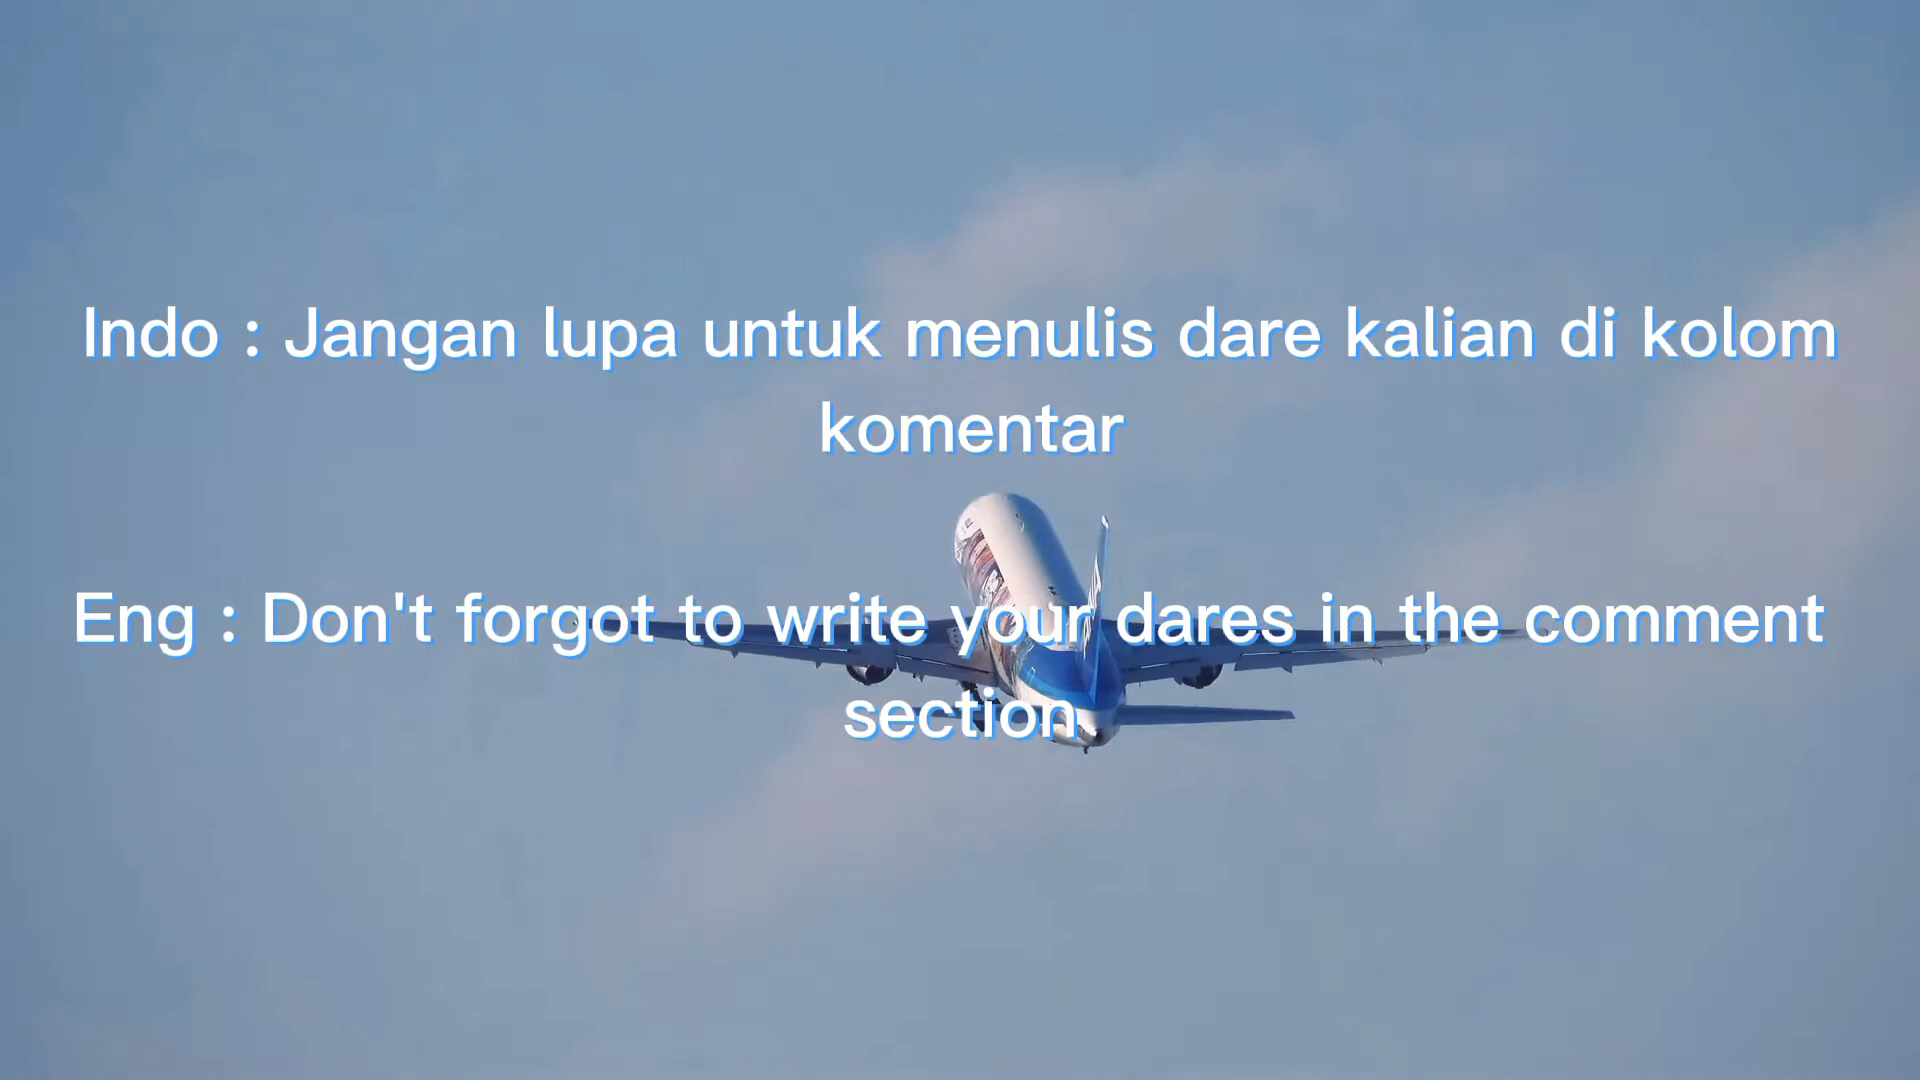 Indo : Jangan lupa untuk menulis dare kalian di kolom
komentar
Eng : Don't forgot to write your dares in the comment
section